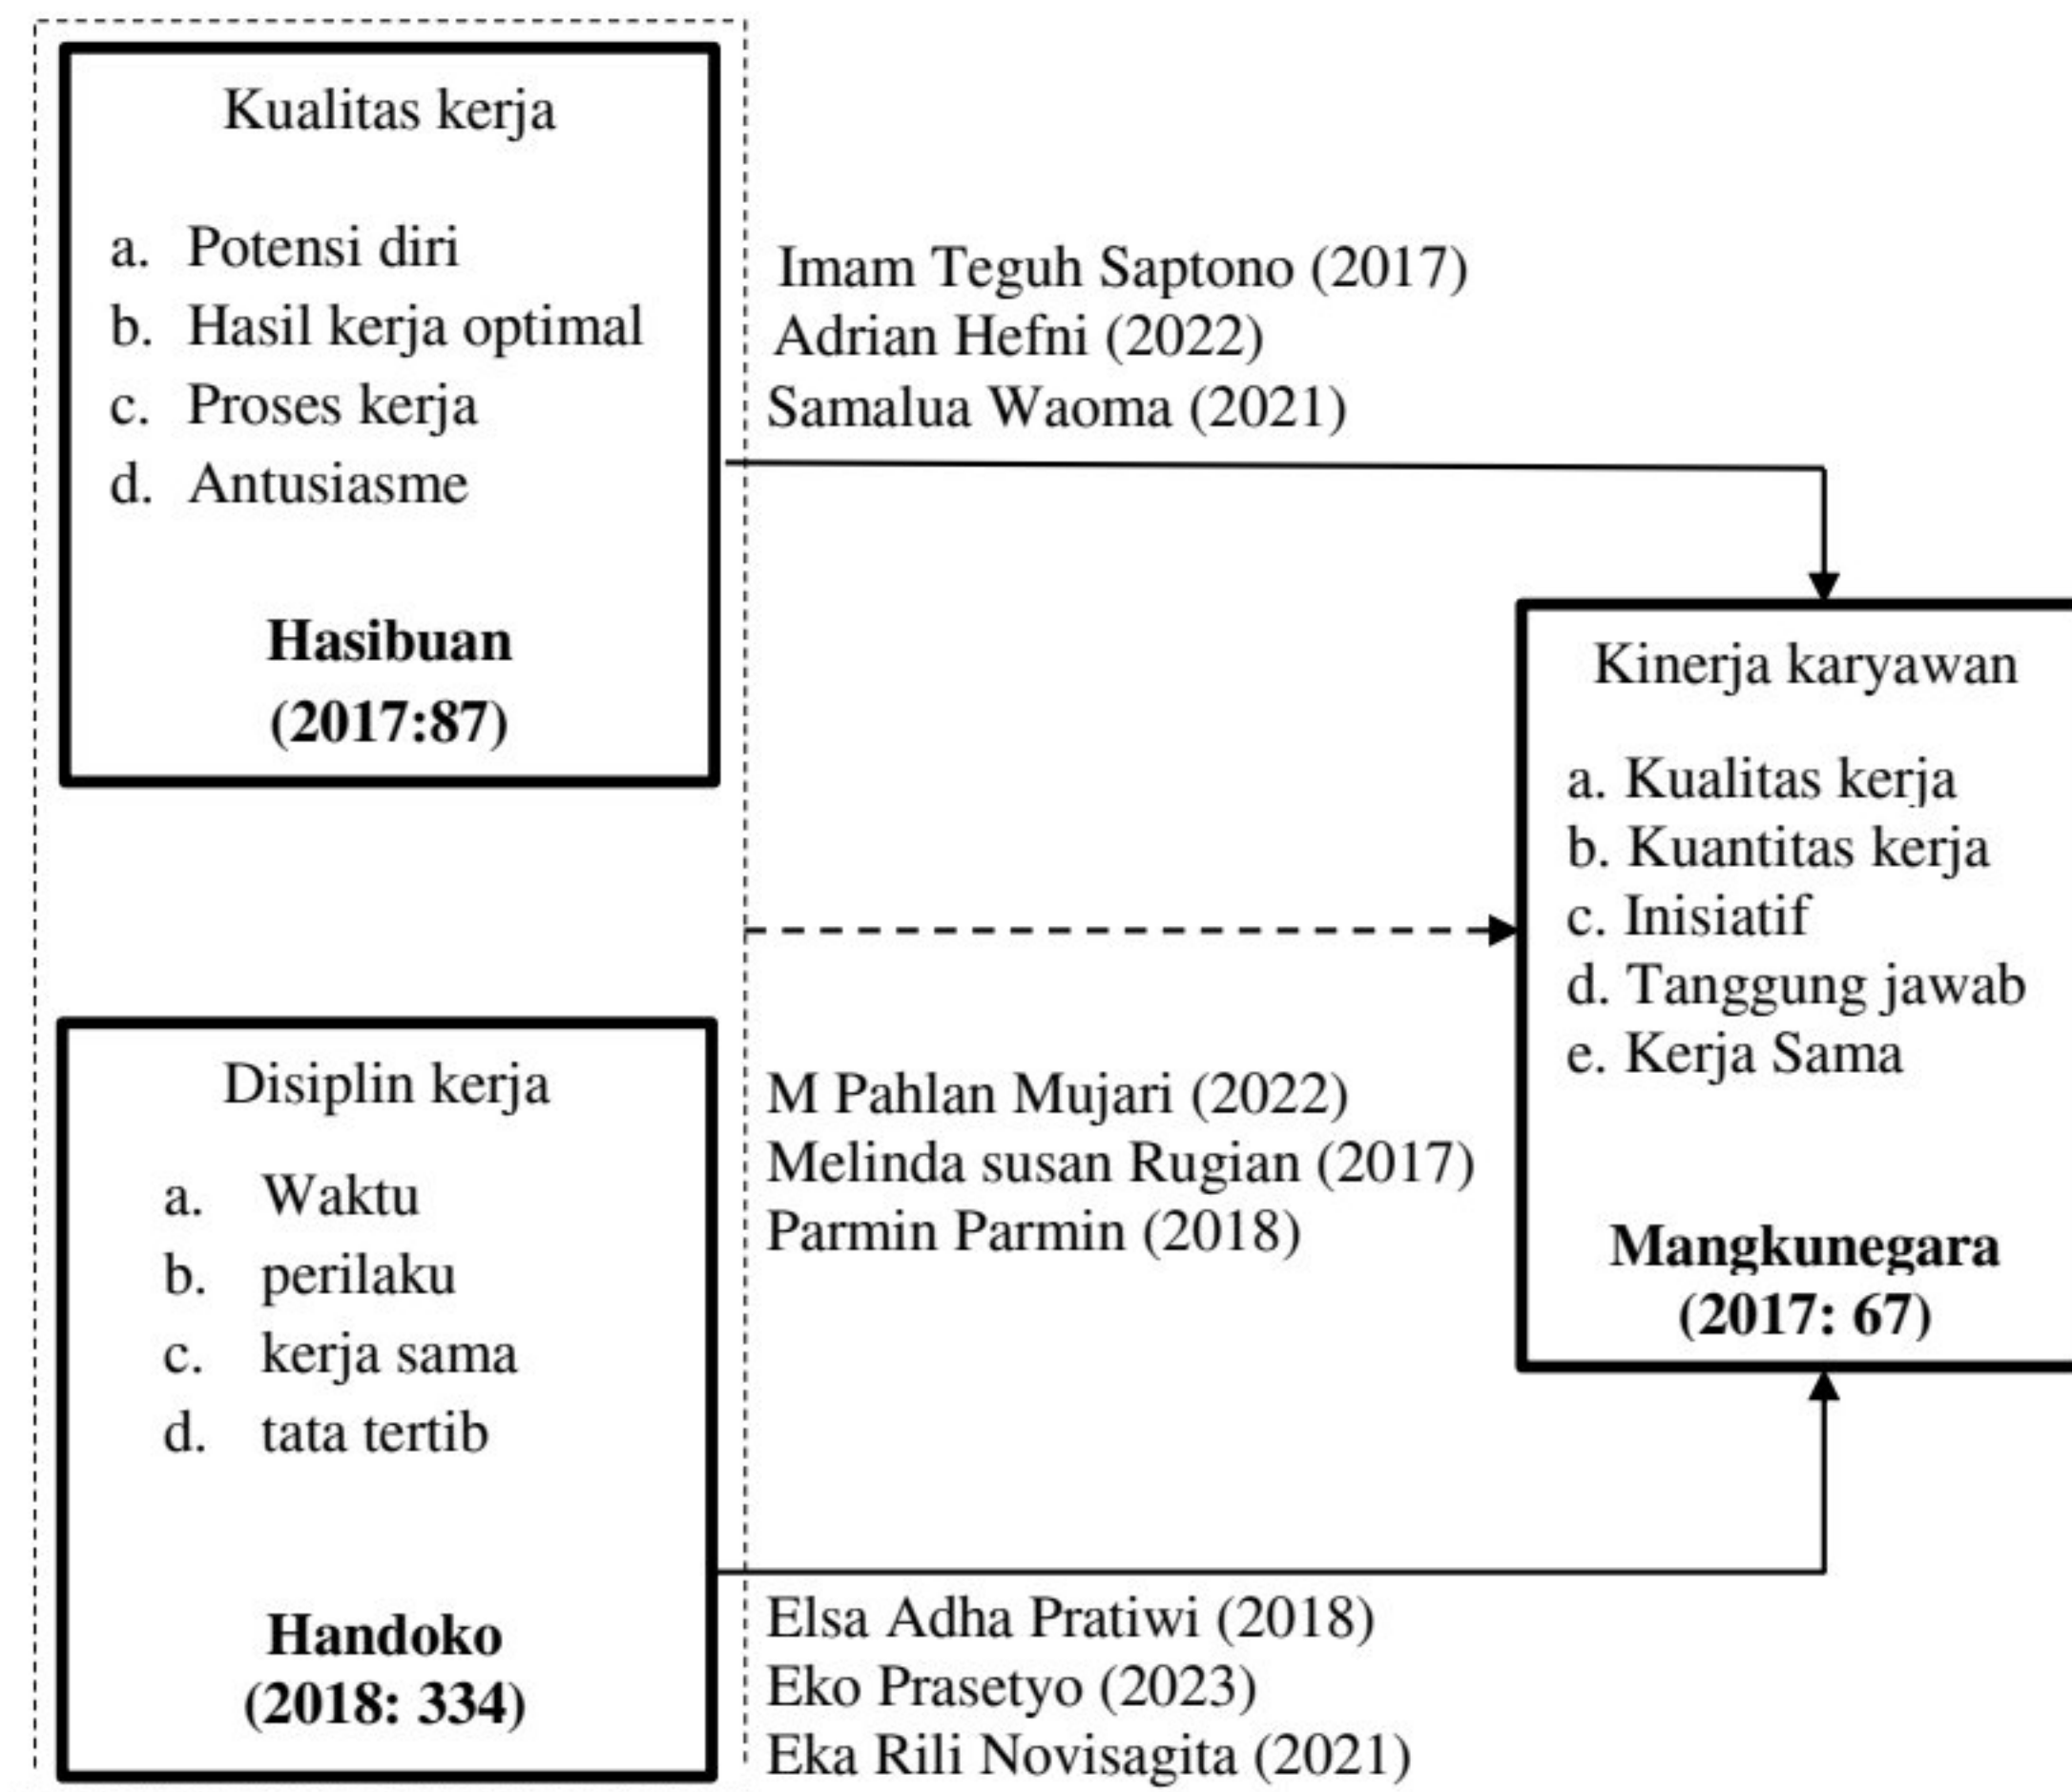 Kualitas kerja
a. Potensi diri
b. Hasil kerja optimal
c. Proses kerja
d. Antusiasme
Hasibuan
(2017:87)
Imam Teguh Saptono (2017)
Adrian Hefni (2022)
Samalua Waoma (2021)
Kinerja karyawan
a. Kualitas kerja
b. Kuantitas kerja
c. Inisiatif
d. Tanggung jawab
e. Kerja Sama
Mangkunegara
(2017: 67)
Disiplin kerja
a. Waktu
b. perilaku
c. kerja sama
d. tata tertib
Handoko
(2018: 334)
M Pahlan Mujari (2022)
Melinda susan Rugian (2017)
Parmin Parmin (2018)
Elsa Adha Pratiwi (2018)
Eko Prasetyo (2023)
Eka Rili Novisagita (2021)